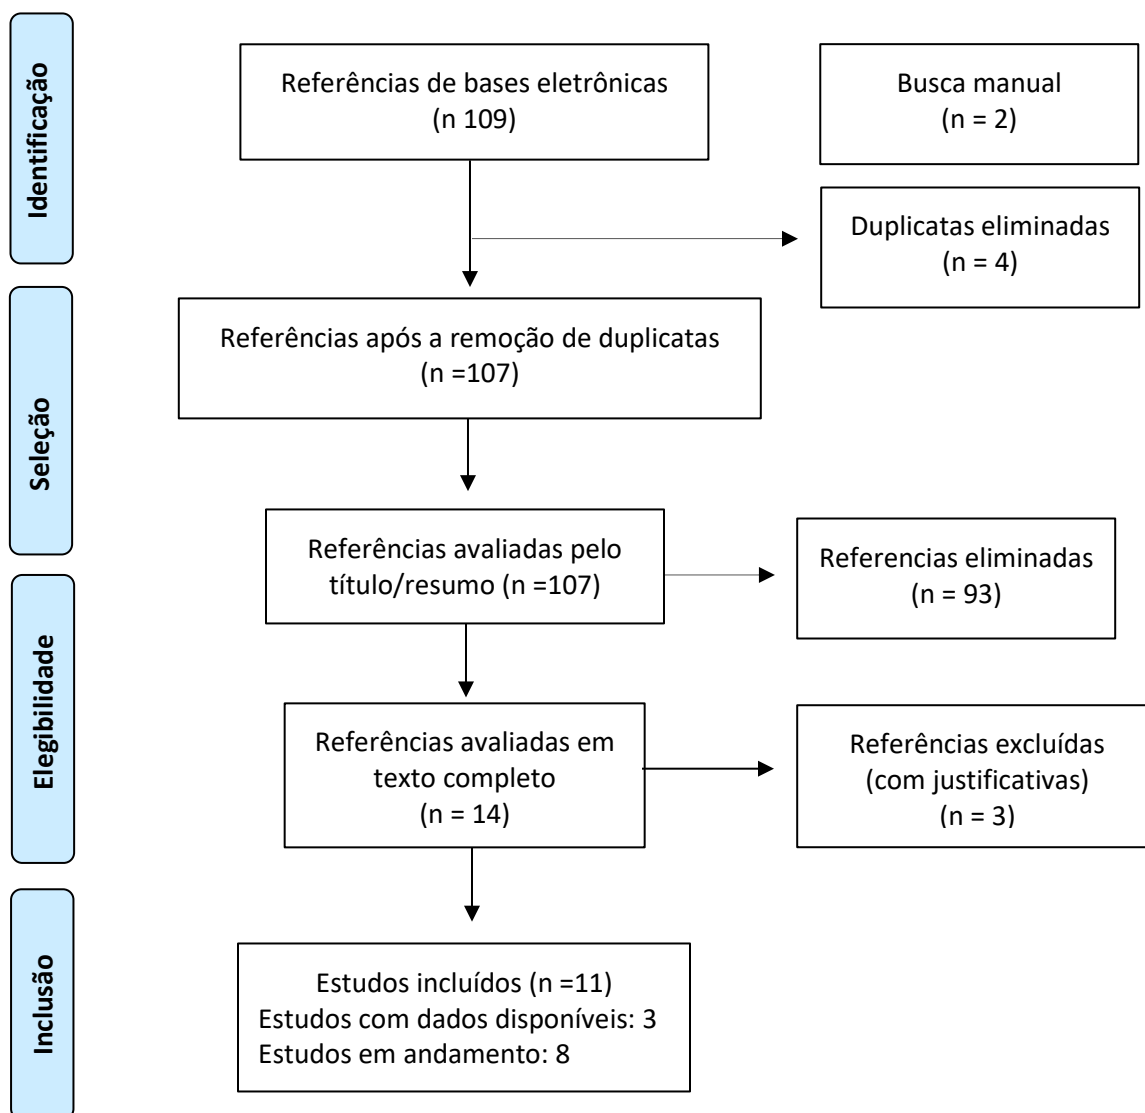 Identificação
Referências de bases eletrônicas
(n 109)
Busca manual
(n = 2)
Duplicatas eliminadas
(n = 4)
Seleção
Referências após a remoção de duplicatas
(n =107)
Referências avaliadas pelo
título/resumo (n =107)
Referencias eliminadas
(n = 93)
Elegibilidade
Referências avaliadas em
texto completo
(n = 14)
Referências excluídas
(com justificativas)
(n = 3)
Inclusão
Estudos incluídos (n =11)
Estudos com dados disponíveis: 3
Estudos em andamento: 8